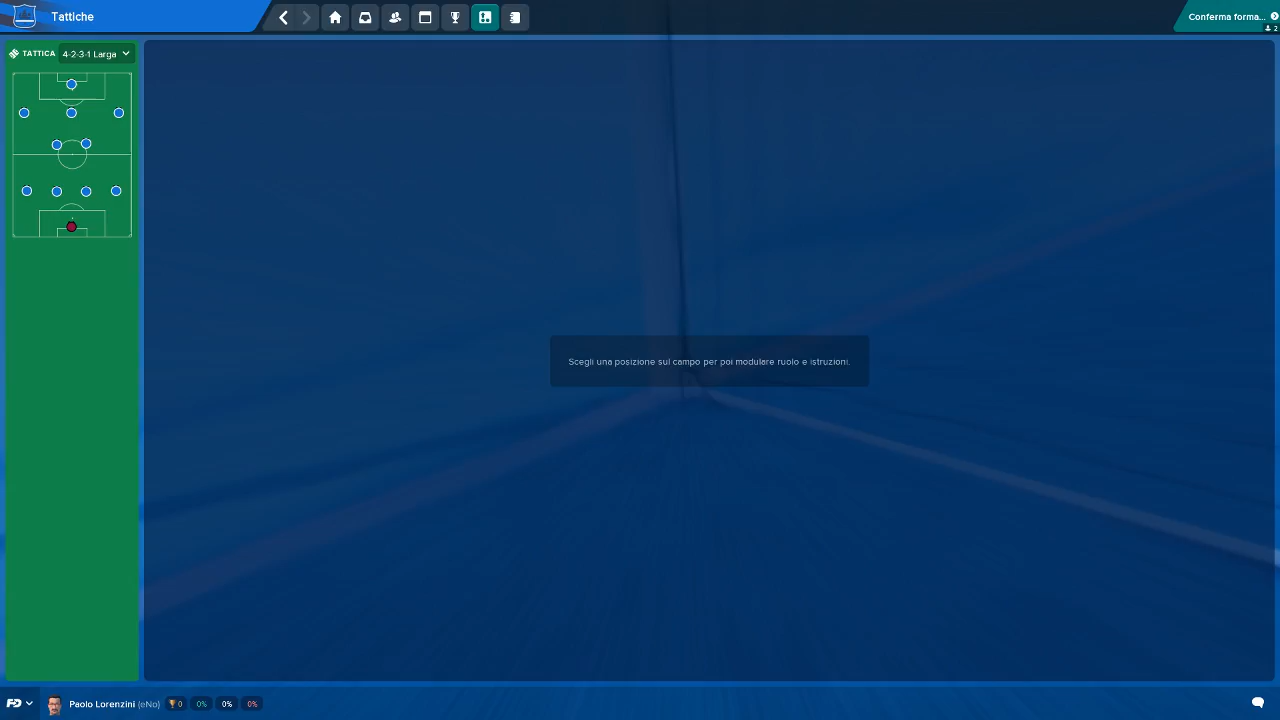 Tattiche
Conferma forma...
2
TATTICA 4-2-3-1 Larga
Scegli una posizione sul campo per poi modulare ruolo e istruzioni.
FD Paolo Lorenzini (eNo) 0 0% 0% 0%